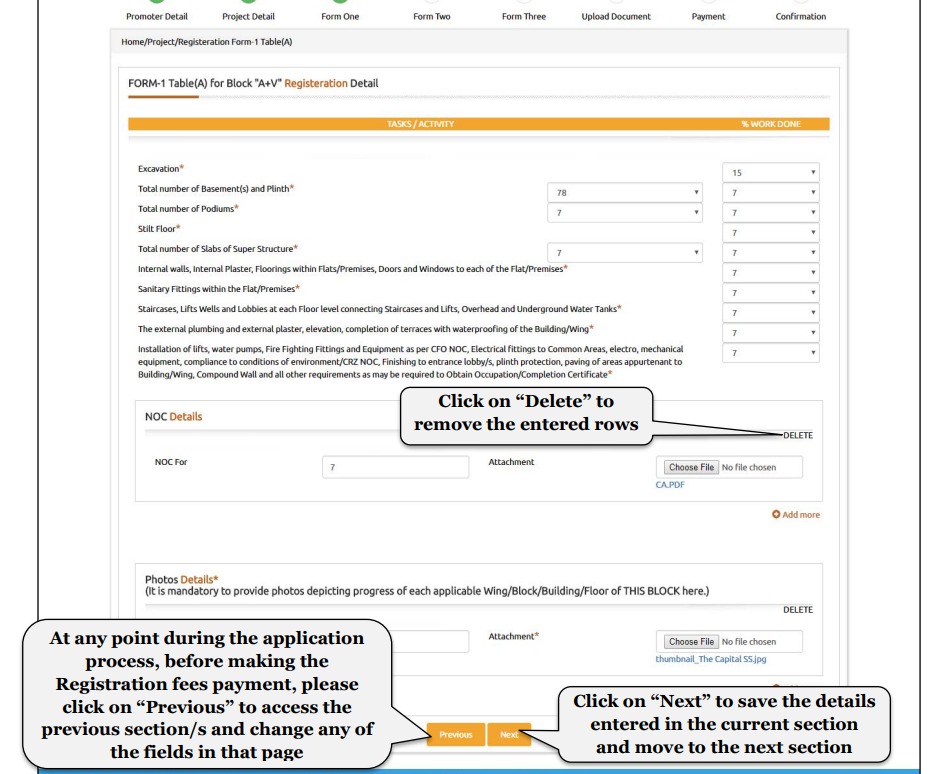 Promoter Detail Project Detail Form One Form Two Form Three Upload Document Payment Confirmation
Home/Project/Registeration Form-1 Table(A)
FORM-1 Table(A) for Block "A+V" Registeration Detail
TASKS / ACTIVITY % WORK DONE
Excavation* 15
Total number of Basement(s) and Plinth* 78 7
Total number of Podiums* 7 7
Stilt Floor* 7
Total number of Slabs of Super Structure* 7 7
Internal walls, Internal Plaster, Floorings within Flats/Premises, Doors and Windows to each of the Flat/Premises* 7
Sanitary Fittings within the Flat/Premises* 7
Staircases, Lifts Wells and Lobbies at each Floor level connecting Staircases and Lifts, Overhead and Underground Water Tanks* 7
The external plumbing and external plaster, elevation, completion of terraces with waterproofing of the Building/Wing* 7
Installation of lifts, water pumps, Fire Fighting Fittings and Equipment as per CFO NOC, Electrical fittings to Common Areas, electro, mechanical 7
equipment, compliance to conditions of environment/CRZ NOC, Finishing to entrance lobby/s, plinth protection, paving of areas appurtenant to
Building/Wing, Compound Wall and all other requirements as may be required to Obtain Occupation/Completion Certificate*
Click on “Delete” to
remove the entered rows
NOC Details
DELETE
NOC For 7 Attachment Choose File No file chosen
CA.PDF
Add more
Photos Details*
(It is mandatory to provide photos depicting progress of each applicable Wing/Block/Building/Floor of THIS BLOCK here.)
DELETE
Attachment* Choose File No file chosen
thumbnail_The Capital SS.jpg
At any point during the application
process, before making the
Registration fees payment, please
click on “Previous” to access the
previous section/s and change any of
the fields in that page
Previous Next
Click on “Next” to save the details
entered in the current section
and move to the next section